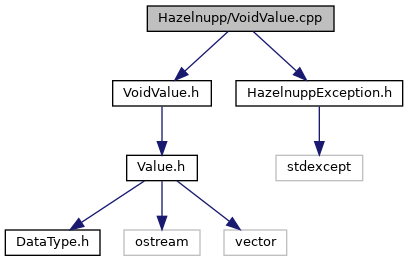 Hazelnupp/VoidValue.cpp
VoidValue.h
HazelnuppException.h
Value.h
stdexcept
DataType.h
ostream
vector